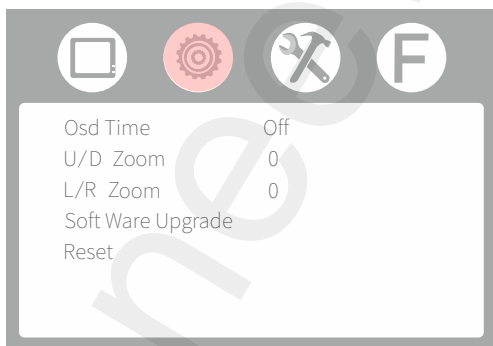 F
Osd Time Off
U/D Zoom 0
L/R Zoom 0
Soft Ware Upgrade
Reset